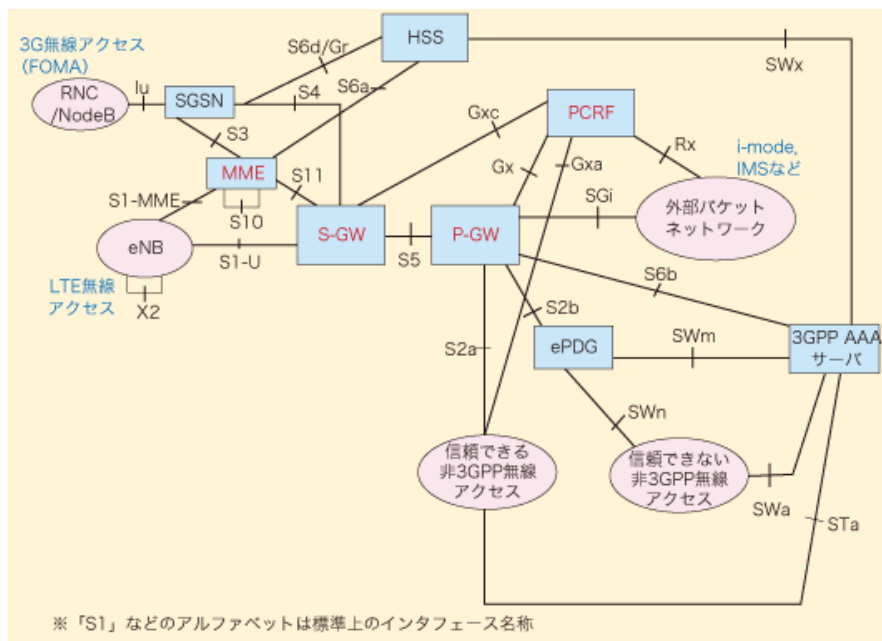 3G無線アクセス
(FOMA)
RNC
/NodeB
Iu
SGSN
S6d/Gr
HSS
S6a
S4
SWx
S3
MME
S11
S10
S1-MME
eNB
S1-U
LTE無線
アクセス
X2
S-GW
S5
P-GW
Gxc
Gx
Gxa
PCRF
Rx
i-mode,
IMSなど
SGi
外部パケット
ネットワーク
S6b
S2b
S2a
ePDG
SWm
3GPP AAA
サーバ
SWn
信頼できる
非3GPP無線
アクセス
信頼できない
非3GPP無線
アクセス
SWa
STa
※「S1」などのアルファベットは標準上のインタフェース名称